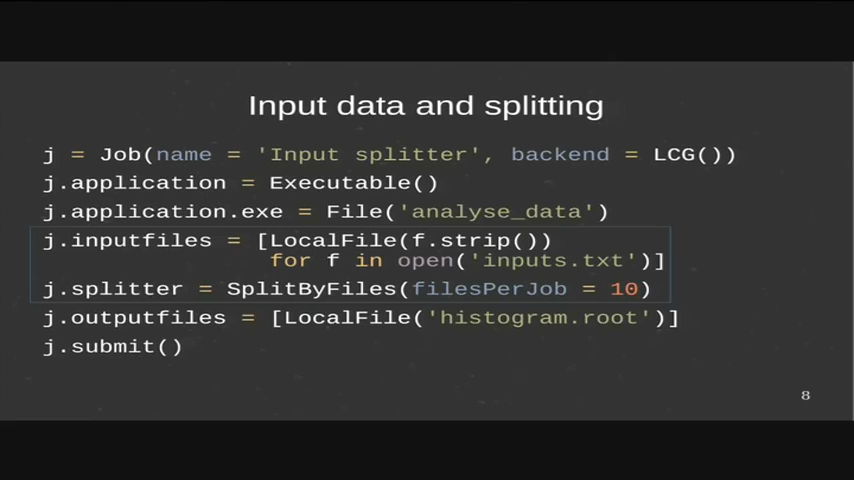 Input data and splitting
j = Job(name = 'Input splitter', backend = LCG())
j.application = Executable()
j.application.exe = File('analyse_data')
j.inputfiles = [LocalFile(f.strip())
for f in open('inputs.txt')]
j.splitter = SplitByFiles(filesPerJob = 10)
j.outputfiles = [LocalFile('histogram.root')]
j.submit()
8